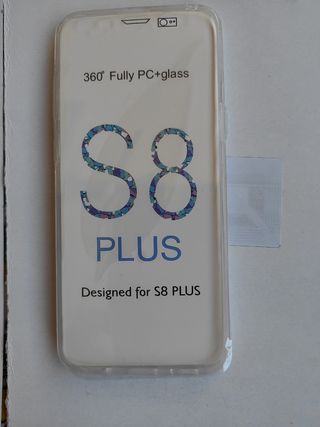 360° Fully PC+glass
S8
PLUS
Designed for S8 PLUS